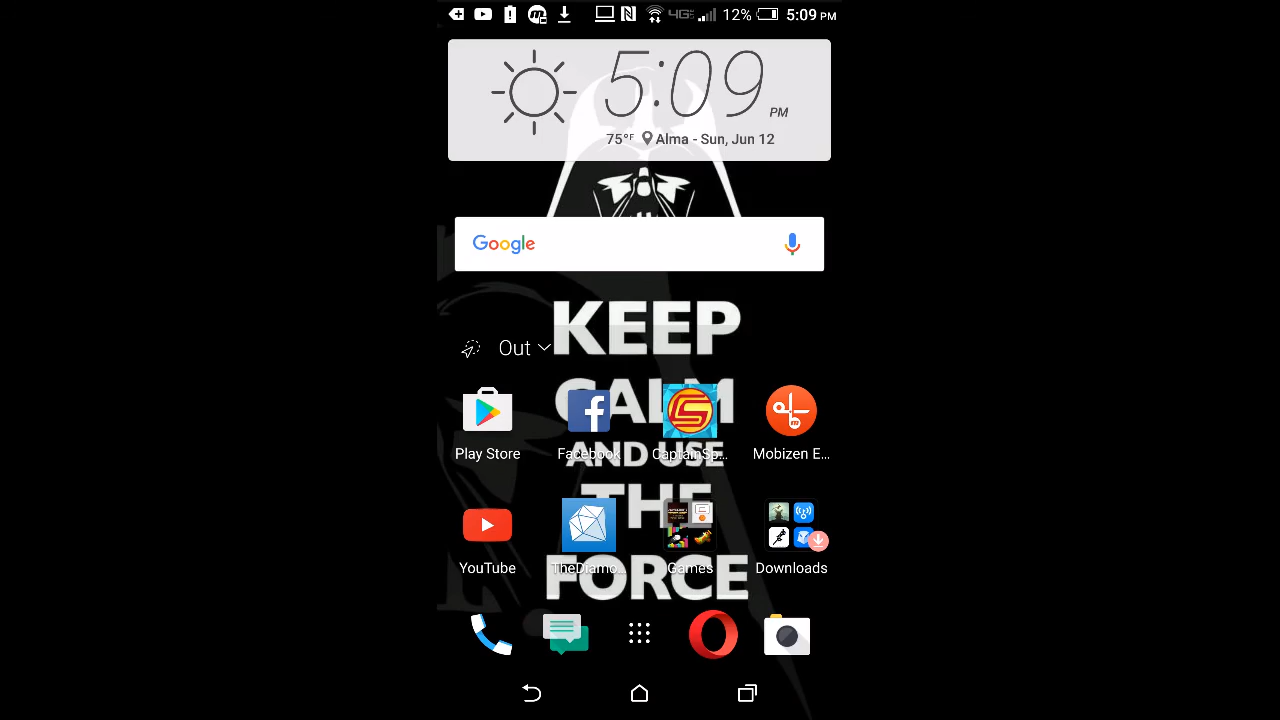 4G 12% 5:09 PM
5:09 PM
75°F Alma - Sun, Jun 12
Google
KEEP
Out
CALM
Play Store Facebook CaptainSp... Mobizen E...
AND USE
THE
YouTube TheDiamo... Games Downloads
FORCE